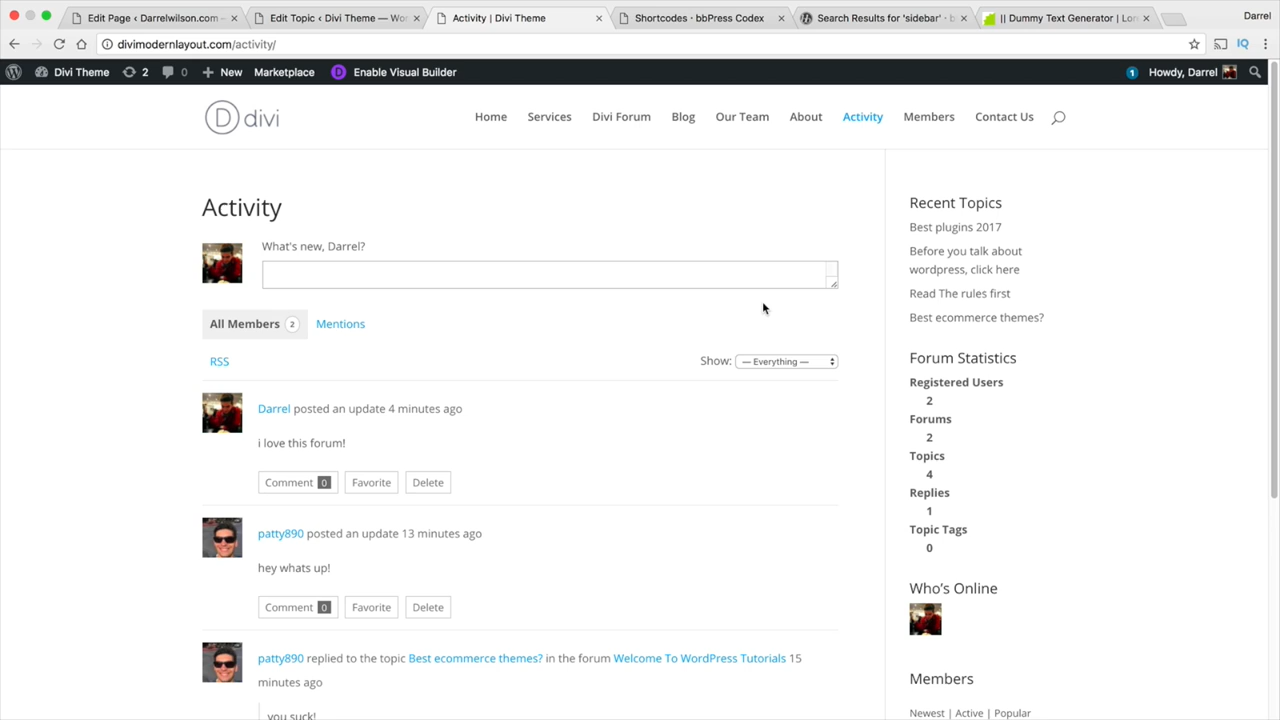 Edit Page ‹ Darrelwilson.com —
Edit Topic ‹ Divi Theme — Wo
Activity | Divi Theme
Shortcodes · bbPress Codex
Search Results for 'sidebar' · b
|| Dummy Text Generator | Lor
Darrel
divimodernlayout.com/activity/
Divi Theme
2
0
New
Marketplace
D
Enable Visual Builder
1
Howdy, Darrel
D divi
Home
Services
Divi Forum
Blog
Our Team
About
Activity
Members
Contact Us
Activity
What's new, Darrel?
All Members 2
Mentions
RSS
Show: — Everything —
Darrel posted an update 4 minutes ago
i love this forum!
Comment 0
Favorite
Delete
patty890 posted an update 13 minutes ago
hey whats up!
Comment 0
Favorite
Delete
patty890 replied to the topic Best ecommerce themes? in the forum Welcome To WordPress Tutorials 15
minutes ago
you suck!
Recent Topics
Best plugins 2017
Before you talk about
wordpress, click here
Read The rules first
Best ecommerce themes?
Forum Statistics
Registered Users
2
Forums
2
Topics
4
Replies
1
Topic Tags
0
Who's Online
Members
Newest | Active | Popular